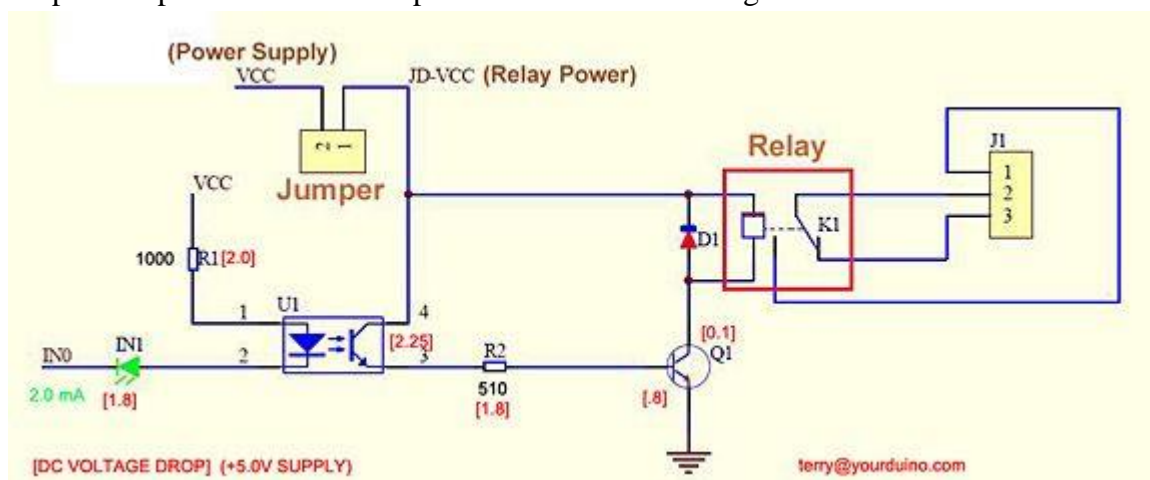 (Power Supply)
VCC
JD-VCC (Relay Power)
2 1
Jumper
VCC
1000 R1 [2.0]
Relay
J1
1
2
3
K1
D1
U1
1
4
[2.25]
2
3
IN0
IN1
2.0 mA
[1.8]
R2
510
[1.8]
[0.1]
Q1
[.8]
[DC VOLTAGE DROP] (+5.0V SUPPLY)
terry@yourduino.com